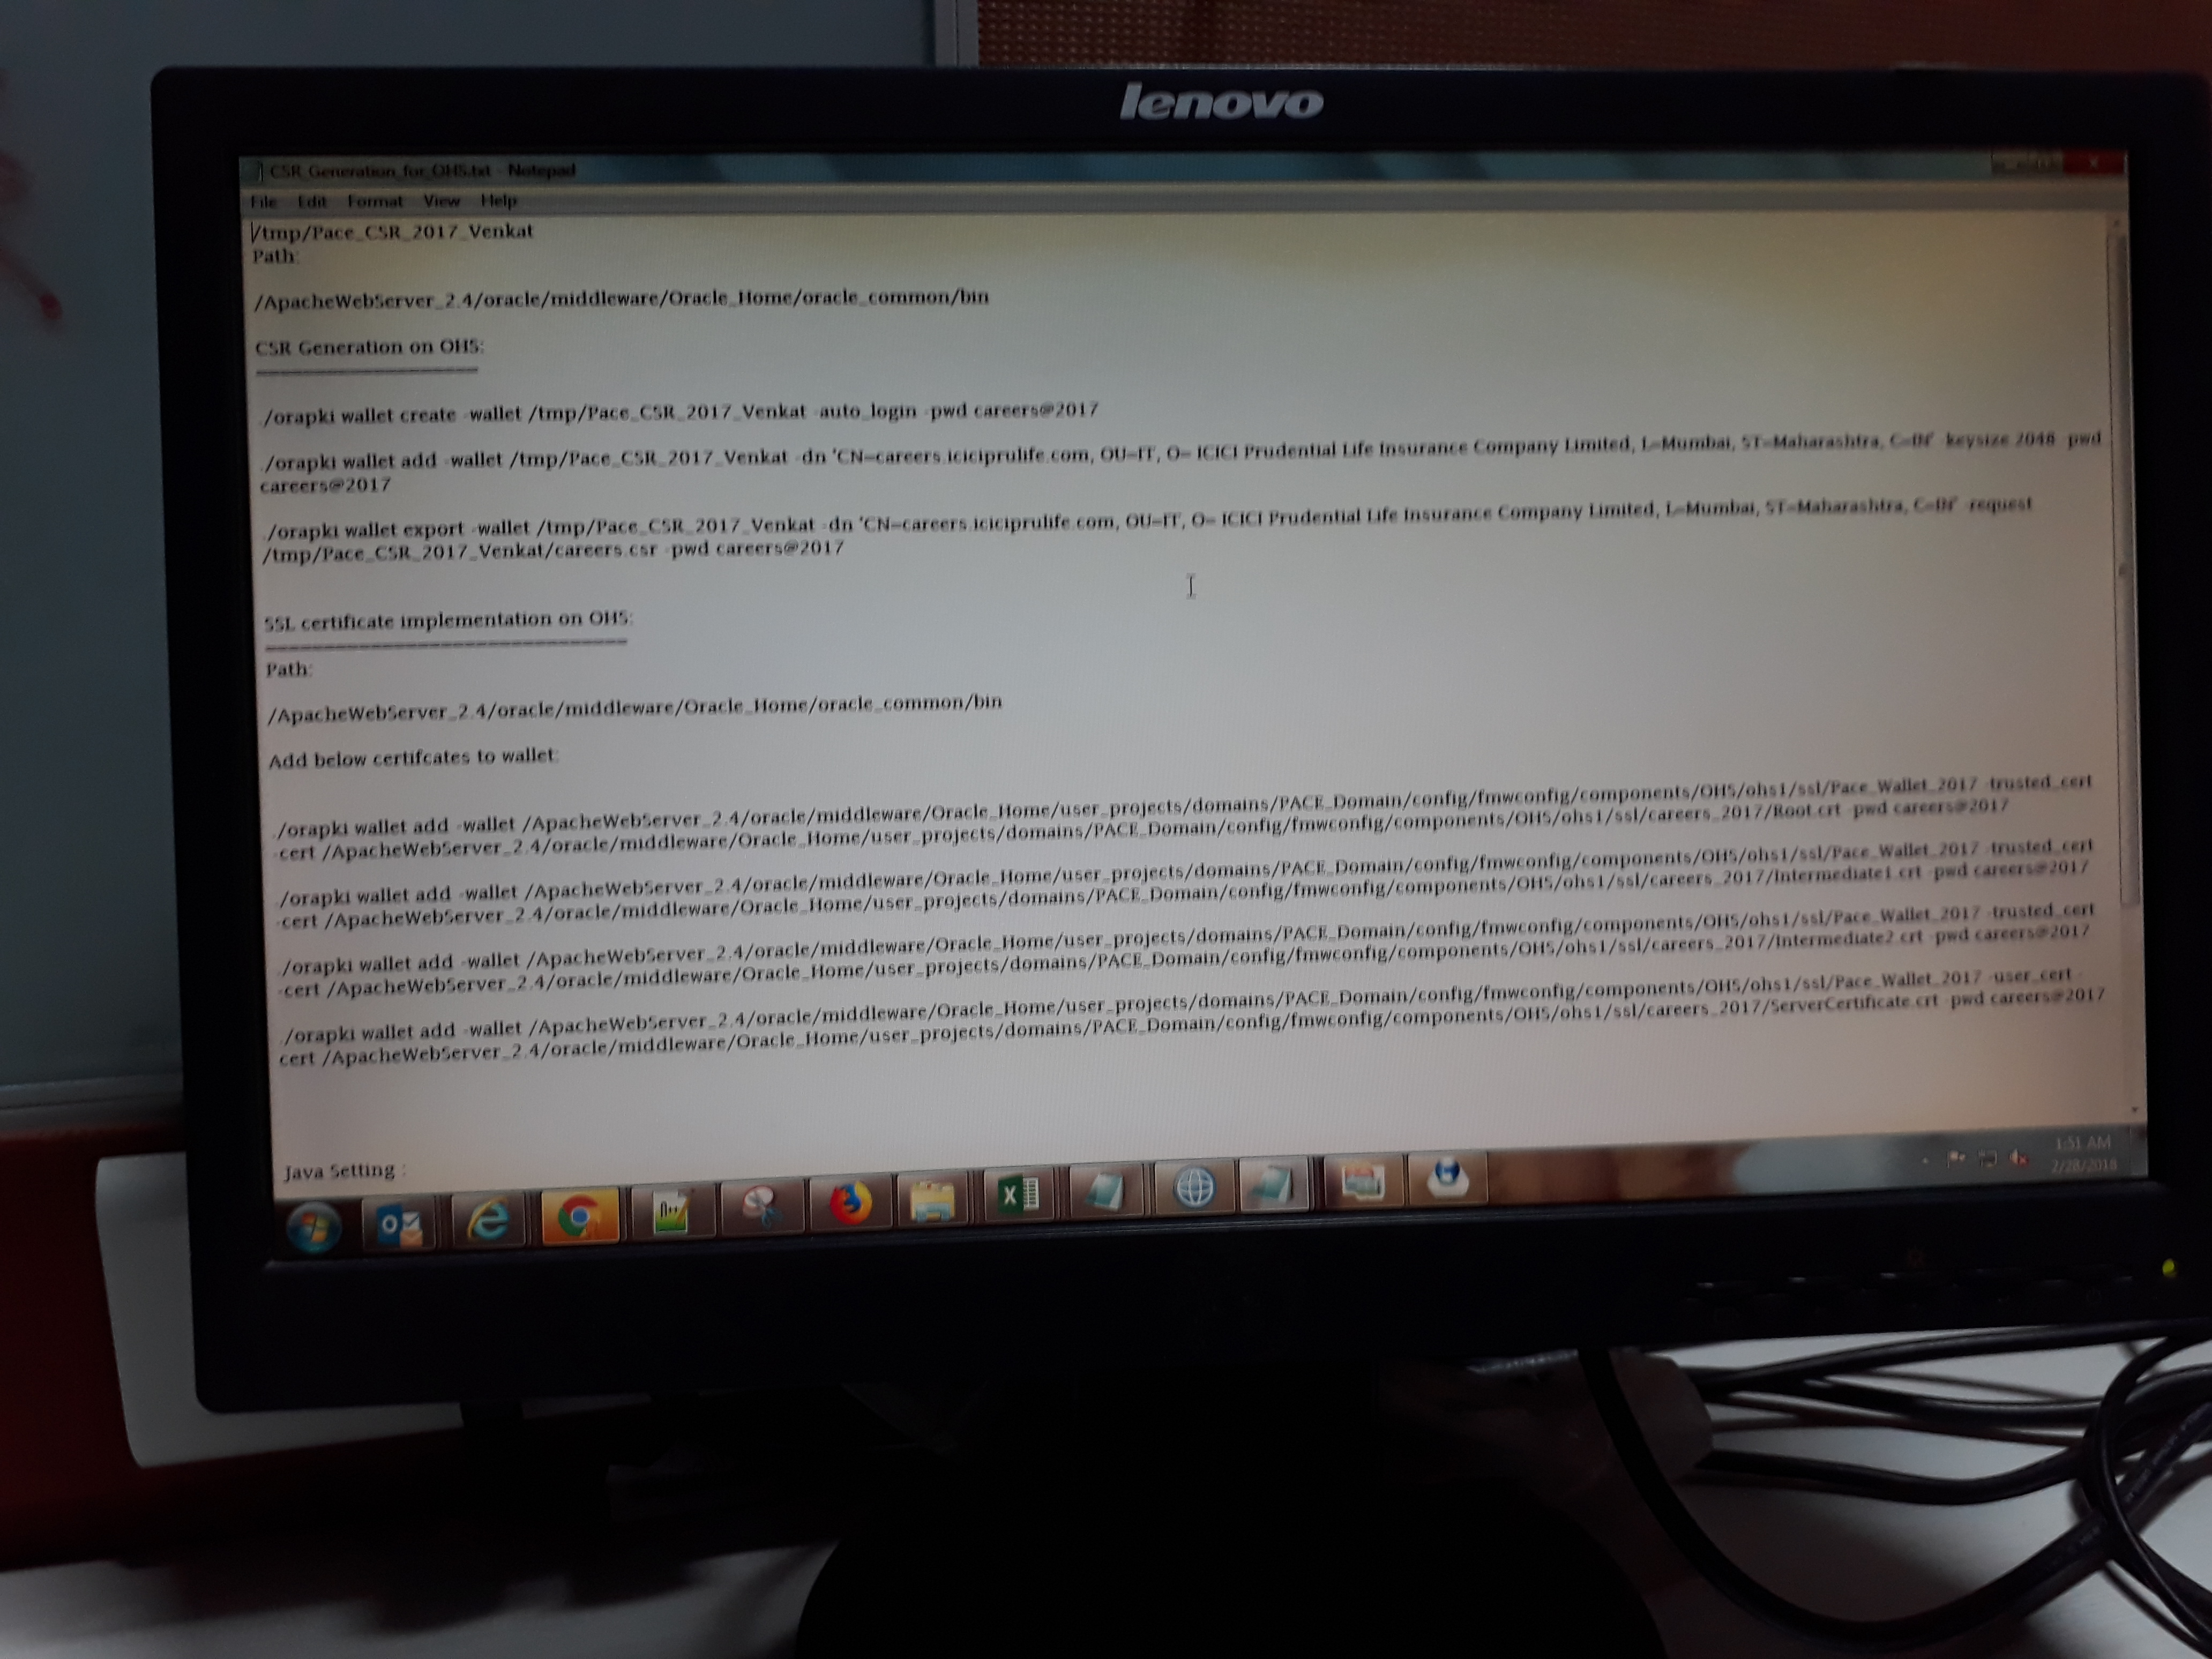 lenovo
CSR_Generation_for_OHS.txt - Notepad
File Edit Format View Help
/tmp/Pace_CSR_2017_Venkat
Path:
/ApacheWebServer_2.4/oracle/middleware/Oracle_Home/oracle_common/bin
CSR Generation on OHS:
====================
./orapki wallet create -wallet /tmp/Pace_CSR_2017_Venkat -auto_login -pwd careers@2017
./orapki wallet add -wallet /tmp/Pace_CSR_2017_Venkat -dn 'CN=careers.iciciprulife.com, OU=IT, O= ICICI Prudential Life Insurance Company Limited, L=Mumbai, ST=Maharashtra, C=IN' -keysize 2048 -pwd
careers@2017
./orapki wallet export -wallet /tmp/Pace_CSR_2017_Venkat -dn 'CN=careers.iciciprulife.com, OU=IT, O= ICICI Prudential Life Insurance Company Limited, L=Mumbai, ST=Maharashtra, C=IN' -request
/tmp/Pace_CSR_2017_Venkat/careers.csr -pwd careers@2017
SSL certificate implementation on OHS:
================================
Path:
/ApacheWebServer_2.4/oracle/middleware/Oracle_Home/oracle_common/bin
Add below certifcates to wallet:
./orapki wallet add -wallet /ApacheWebServer_2.4/oracle/middleware/Oracle_Home/user_projects/domains/PACE_Domain/config/fmwconfig/components/OHS/ohs1/ssl/Pace_Wallet_2017 -trusted_cert
-cert /ApacheWebServer_2.4/oracle/middleware/Oracle_Home/user_projects/domains/PACE_Domain/config/fmwconfig/components/OHS/ohs1/ssl/careers_2017/Root.crt -pwd careers@2017
./orapki wallet add -wallet /ApacheWebServer_2.4/oracle/middleware/Oracle_Home/user_projects/domains/PACE_Domain/config/fmwconfig/components/OHS/ohs1/ssl/Pace_Wallet_2017 -trusted_cert
-cert /ApacheWebServer_2.4/oracle/middleware/Oracle_Home/user_projects/domains/PACE_Domain/config/fmwconfig/components/OHS/ohs1/ssl/careers_2017/Intermediate1.crt -pwd careers@2017
./orapki wallet add -wallet /ApacheWebServer_2.4/oracle/middleware/Oracle_Home/user_projects/domains/PACE_Domain/config/fmwconfig/components/OHS/ohs1/ssl/Pace_Wallet_2017 -trusted_cert
-cert /ApacheWebServer_2.4/oracle/middleware/Oracle_Home/user_projects/domains/PACE_Domain/config/fmwconfig/components/OHS/ohs1/ssl/careers_2017/Intermediate2.crt -pwd careers@2017
./orapki wallet add -wallet /ApacheWebServer_2.4/oracle/middleware/Oracle_Home/user_projects/domains/PACE_Domain/config/fmwconfig/components/OHS/ohs1/ssl/Pace_Wallet_2017 -user_cert -
cert /ApacheWebServer_2.4/oracle/middleware/Oracle_Home/user_projects/domains/PACE_Domain/config/fmwconfig/components/OHS/ohs1/ssl/careers_2017/ServerCertificate.crt -pwd careers@2017
Java Setting :
1:51 AM
2/28/2018